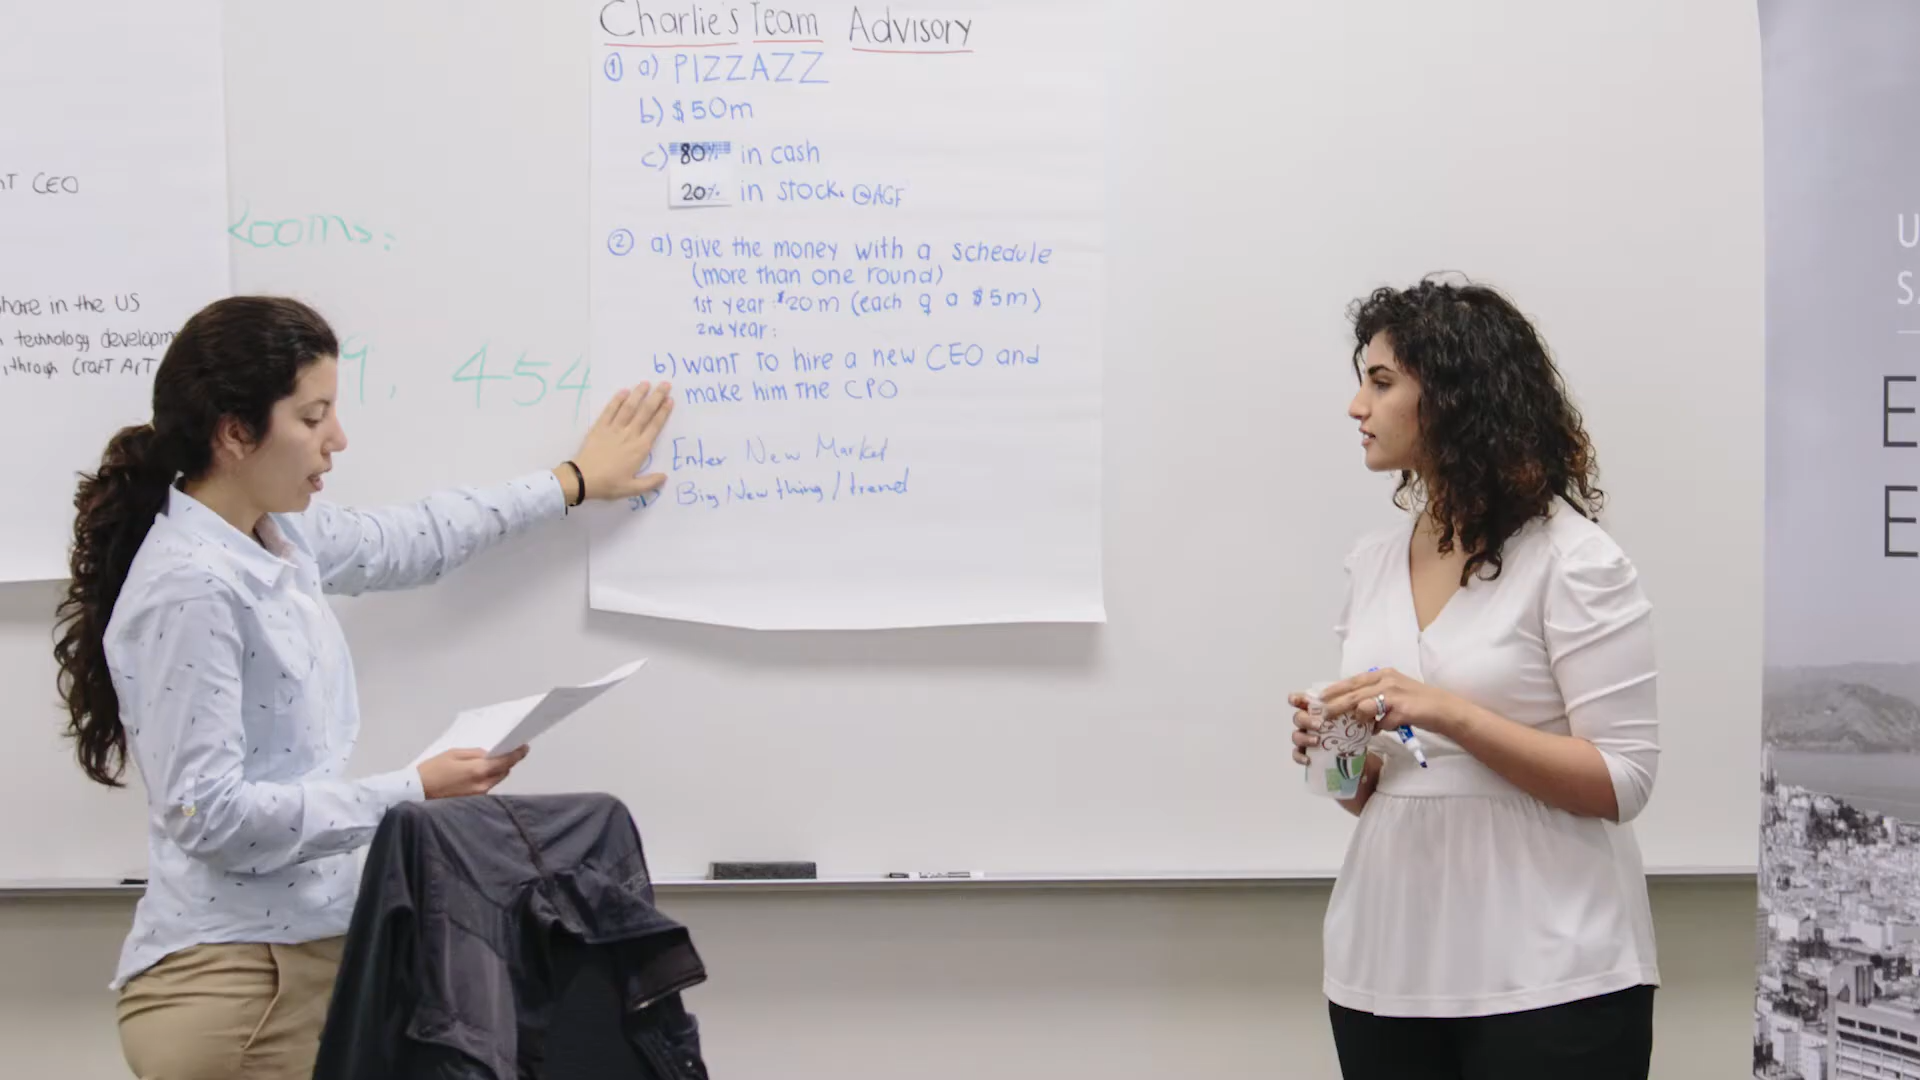 Charlie's Team Advisory
① a) PIZZAZZ
b) $50m
c) 80% in cash
20% in stock. @AGF
② a) give the money with a schedule
(more than one round)
1st year: $20m (each q a $5m)
2nd year:
b) want to hire a new CEO and
make him the CPO
Enter New Market
Big/New thing/trend
CEO
share in the US
technology developm
through Craft Art
Rooms:
9, 454
U
S
E
E